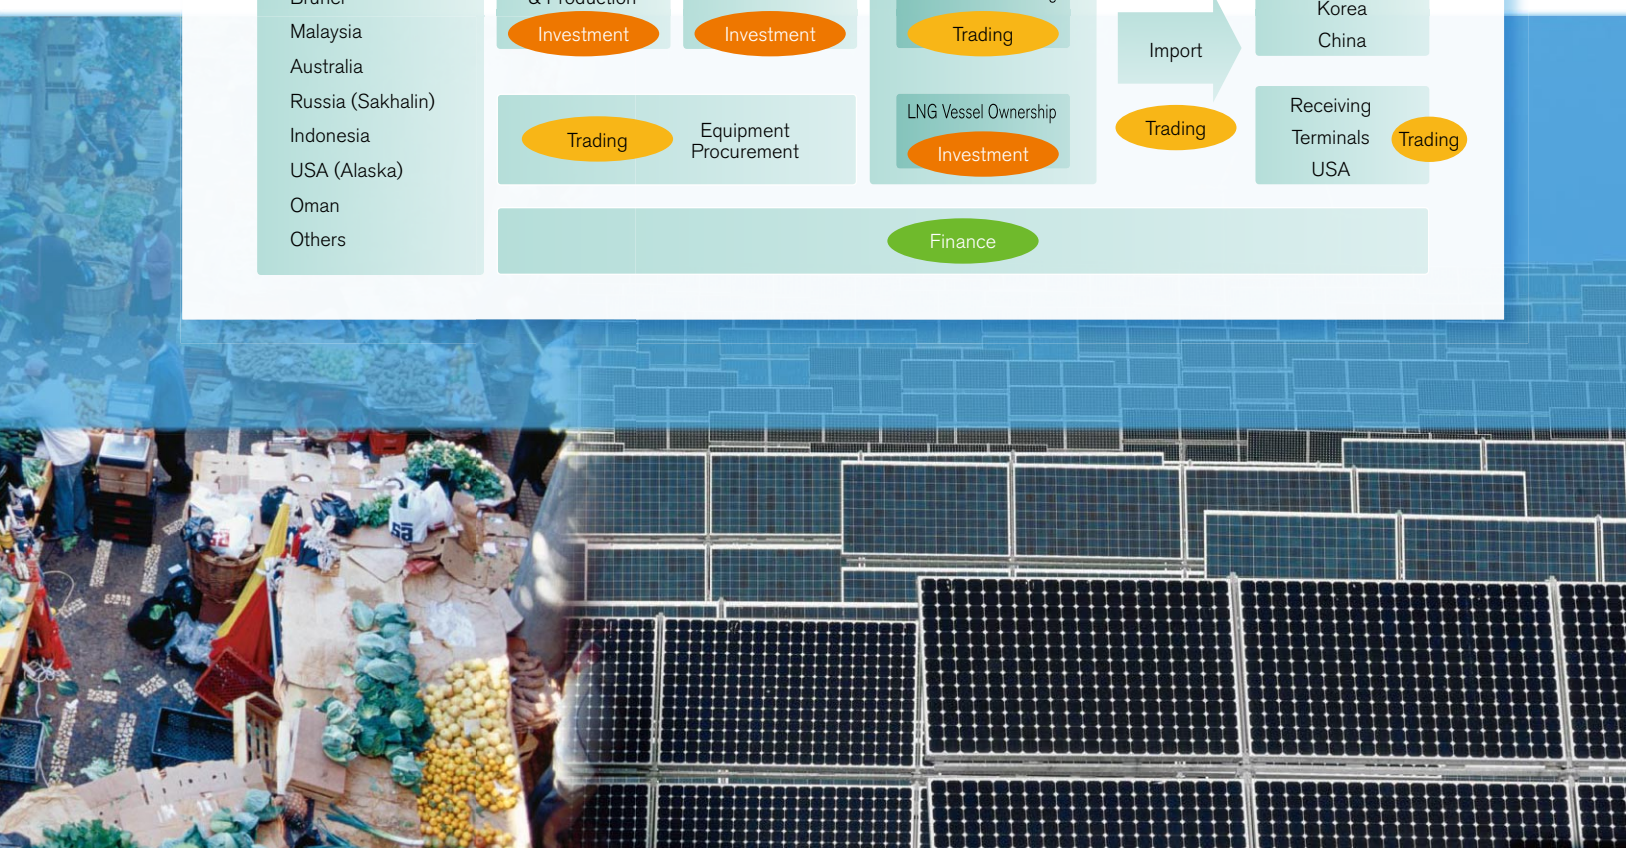 Malaysia
Australia
Russia (Sakhalin)
Indonesia
USA (Alaska)
Oman
Others
& Production
Investment
Investment
Trading
Equipment
Procurement
Trading
LNG Vessel Ownership
Investment
Import
Trading
Korea
China
Receiving
Terminals
USA
Trading
Finance